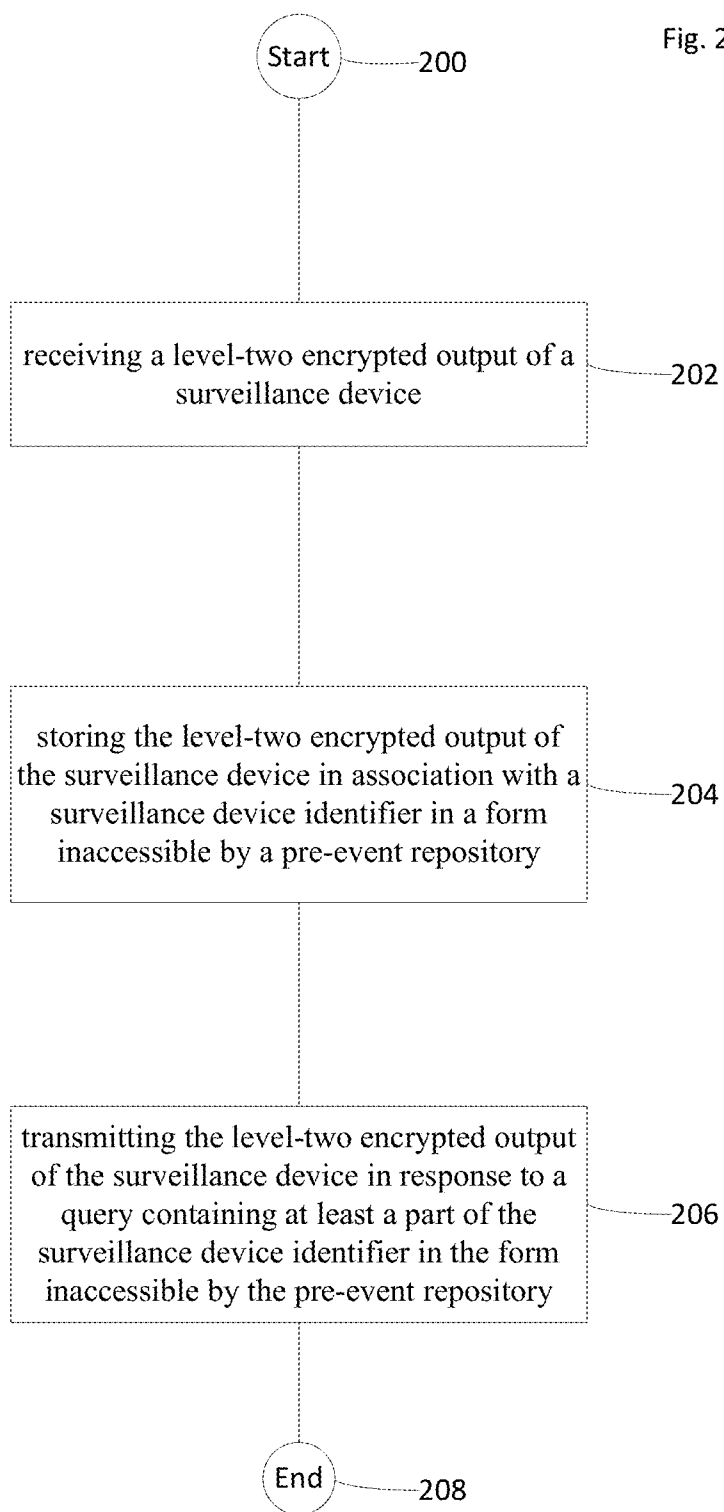 Fig. 2
Start
200
receiving a level-two encrypted output of a
surveillance device
202
storing the level-two encrypted output of
the surveillance device in association with a
surveillance device identifier in a form
inaccessible by a pre-event repository
204
transmitting the level-two encrypted output
of the surveillance device in response to a
query containing at least a part of the
surveillance device identifier in the form
inaccessible by the pre-event repository
206
End
208